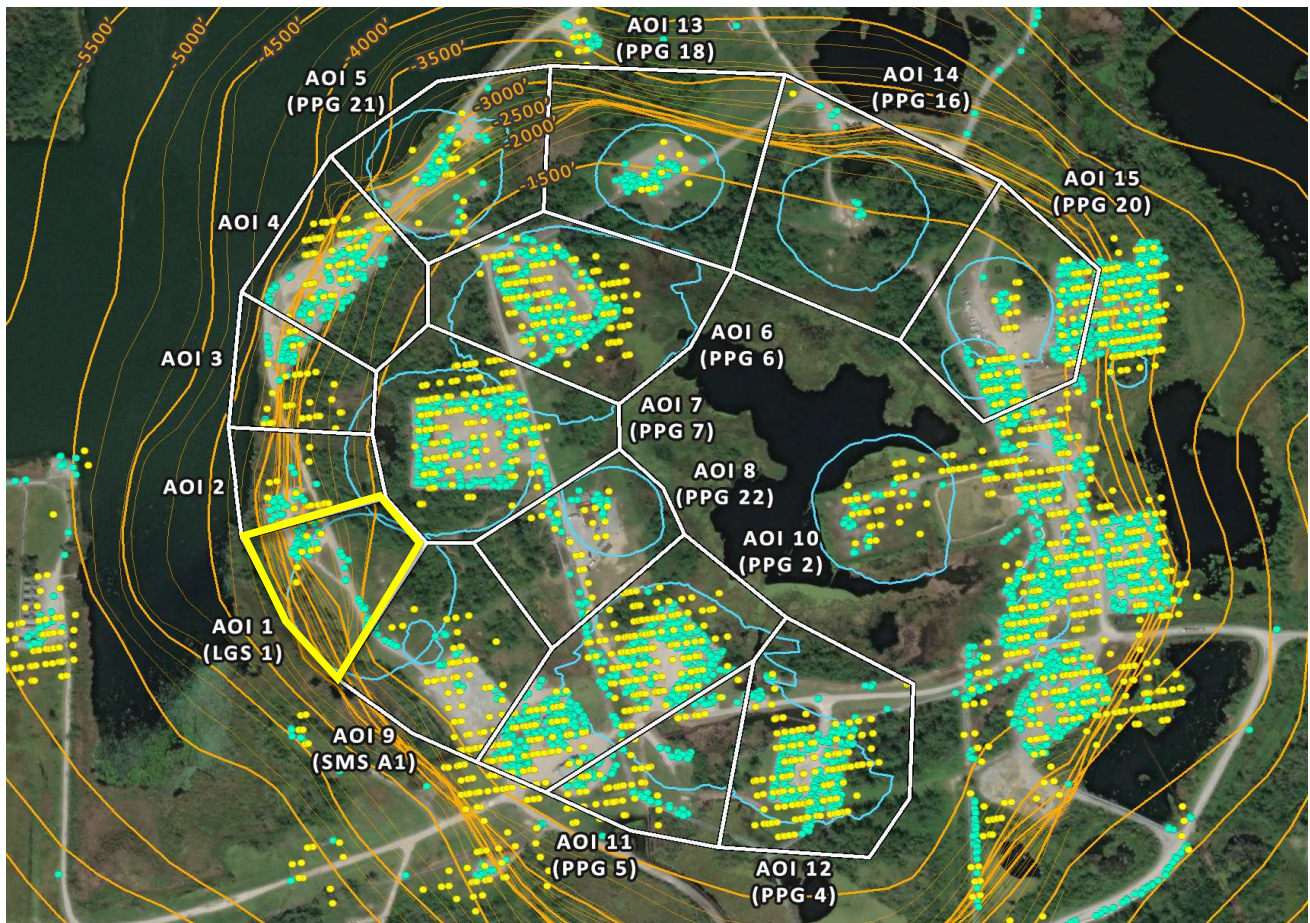 -5500'
-5000'
-4500'
-4000'
-3500'
AOI 13
(PPG 18)
AOI 5
(PPG 21)
-3000'
-2500'
-2000'
-1500'
AOI 14
(PPG 16)
AOI 15
(PPG 20)
AOI 4
AOI 3
AOI 6
(PPG 6)
AOI 7
(PPG 7)
AOI 2
AOI 8
(PPG 22)
AOI 10
(PPG 2)
AOI 1
(LGS 1)
AOI 9
(SMS A1)
AOI 11
(PPG 5)
AOI 12
(PPG 4)